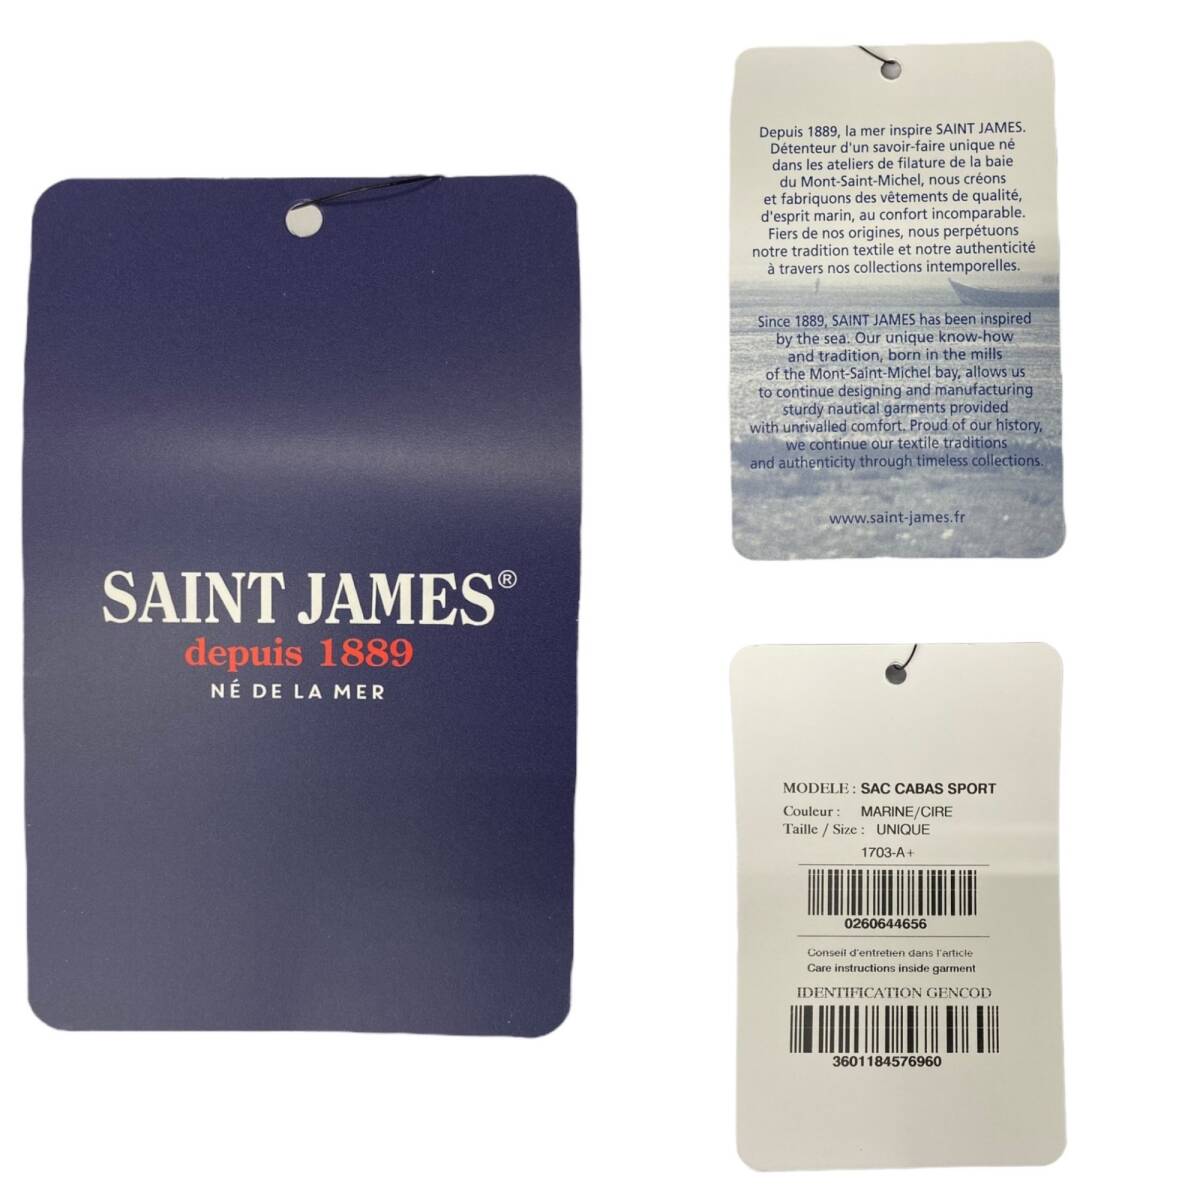 SAINT JAMES®
depuis 1889
NÉ DE LA MER
Depuis 1889, la mer inspire SAINT JAMES.
Détenteur d'un savoir-faire unique né
dans les ateliers de filature de la baie
du Mont-Saint-Michel, nous créons
et fabriquons des vêtements de qualité,
d'esprit marin, au confort incomparable.
Fiers de nos origines, nous perpétuons
notre tradition textile et notre authenticité
à travers nos collections intemporelles.
Since 1889, SAINT JAMES has been inspired
by the sea. Our unique know-how
and tradition, born in the mills
of the Mont-Saint-Michel bay, allows us
to continue designing and manufacturing
sturdy nautical garments provided
with unrivalled comfort. Proud of our history,
we continue our textile traditions
and authenticity through timeless collections.
www.saint-james.fr
MODELE : SAC CABAS SPORT
Couleur : MARINE/CIRE
Taille / Size : UNIQUE
1703-A+
0260644656
Conseil d'entretien dans l'article
Care instructions inside garment
IDENTIFICATION GENCOD
3601184576960